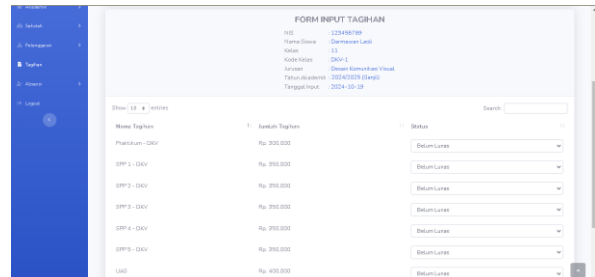 Akademi
Sekolah
Pelanggaran
Tagihan
Absensi
Logout
FORM INPUT TAGIHAN
NIS : 123456789
Nama Siswa : Darmawan Laoli
Kelas : 11
Kode Kelas : DKV-1
Jurusan : Desain Komunikasi Visual
Tahun Akademik : 2024/2025 (Ganjil)
Tanggal Input : 2024-10-19
Show 10 entries Search:
Nama Tagihan Jumlah Tagihan Status
Praktikum - DKV Rp. 300.000 Belum Lunas
SPP 1 - DKV Rp. 350.000 Belum Lunas
SPP 2 - DKV Rp. 350.000 Belum Lunas
SPP 3 - DKV Rp. 350.000 Belum Lunas
SPP 4 - DKV Rp. 350.000 Belum Lunas
SPP 5 - DKV Rp. 350.000 Belum Lunas
UAS Rp. 400.000 Belum Lunas